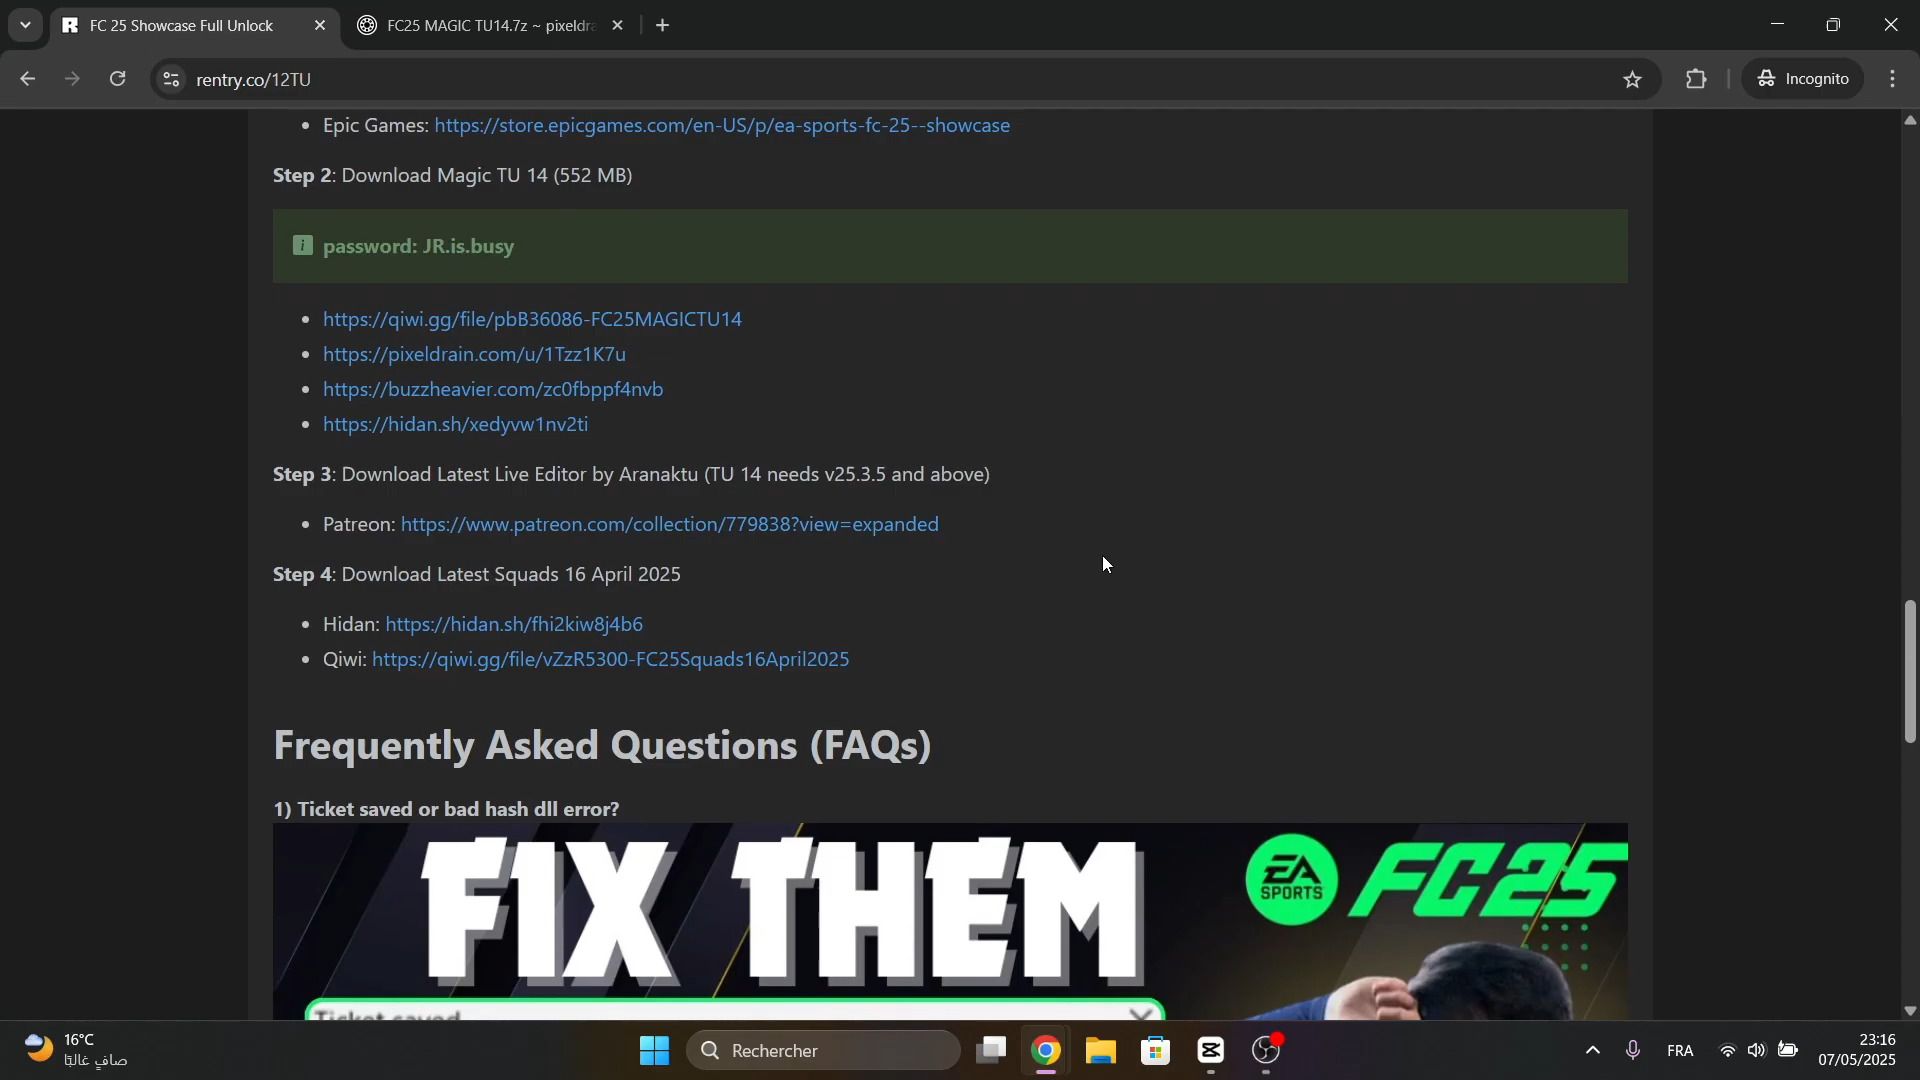 FC 25 Showcase Full Unlock
FC25 MAGIC TU14.7z ~ pixeldra
rentry.co/12TU
Incognito
Epic Games: https://store.epicgames.com/en-US/p/ea-sports-fc-25--showcase
Step 2: Download Magic TU 14 (552 MB)
password: JR.is.busy
https://qiwi.gg/file/pbB36086-FC25MAGICTU14
https://pixeldrain.com/u/1Tzz1K7u
https://buzzheavier.com/zc0fbppf4nvb
https://hidan.sh/xedyvw1nv2ti
Step 3: Download Latest Live Editor by Aranaktu (TU 14 needs v25.3.5 and above)
Patreon: https://www.patreon.com/collection/779838?view=expanded
Step 4: Download Latest Squads 16 April 2025
Hidan: https://hidan.sh/fhi2kiw8j4b6
Qiwi: https://qiwi.gg/file/vZzR5300-FC25Squads16April2025
Frequently Asked Questions (FAQs)
1) Ticket saved or bad hash dll error?
FIX THEM
EA SPORTS FC25
Ticket saved
16°C
صافٍ غالبًا
Rechercher
FRA
23:16
07/05/2025